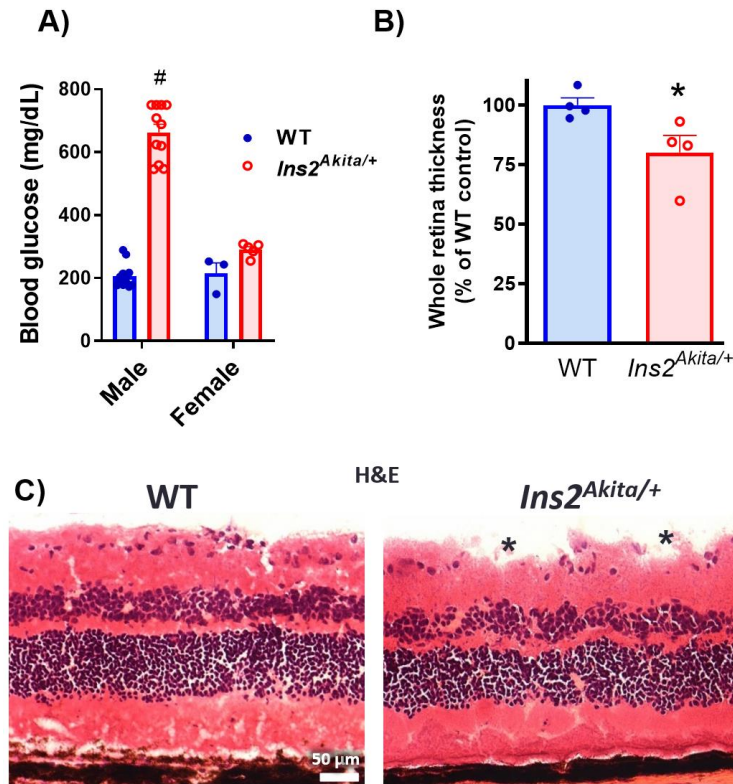 A)
#
800
600
400
200
0
Blood glucose (mg/dL)
WT
Ins2Akita/+
Male
Female
B)
*
100
75
50
25
0
Whole retina thickness
(% of WT control)
WT
Ins2Akita/+
H&E
C)
WT
Ins2Akita/+
* *
50 µm